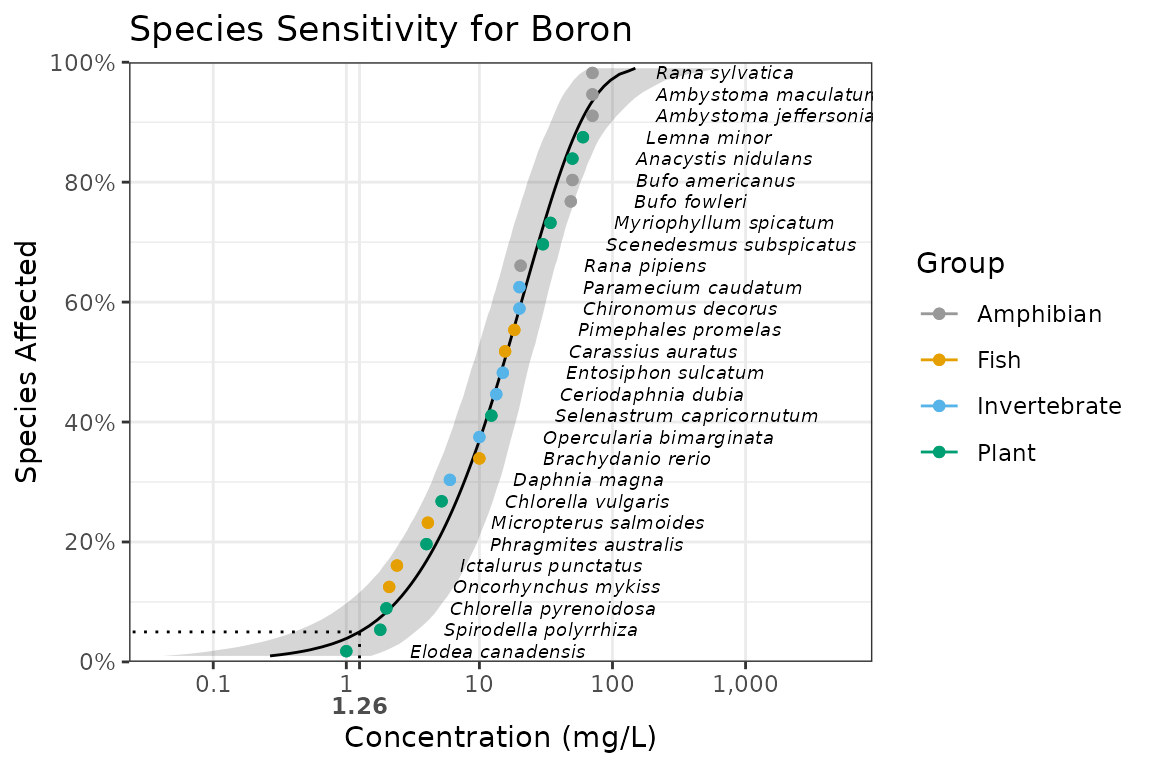 Species Sensitivity for Boron
Species Affected
100%
80%
60%
40%
20%
0%
Rana sylvatica
Ambystoma maculatum
Ambystoma jeffersonia
Lemna minor
Anacystis nidulans
Bufo americanus
Bufo fowleri
Myriophyllum spicatum
Scenedesmus subspicatus
Rana pipiens
Paramecium caudatum
Chironomus decorus
Pimephales promelas
Carassius auratus
Entosiphon sulcatum
Ceriodaphnia dubia
Selenastrum capricornutum
Opercularia bimarginata
Brachydanio rerio
Daphnia magna
Chlorella vulgaris
Micropterus salmoides
Phragmites australis
Ictalurus punctatus
Oncorhynchus mykiss
Chlorella pyrenoidosa
Spirodella polyrrhiza
Elodea canadensis
0.1 1 10 100 1,000
1.26
Concentration (mg/L)
Group
Amphibian
Fish
Invertebrate
Plant